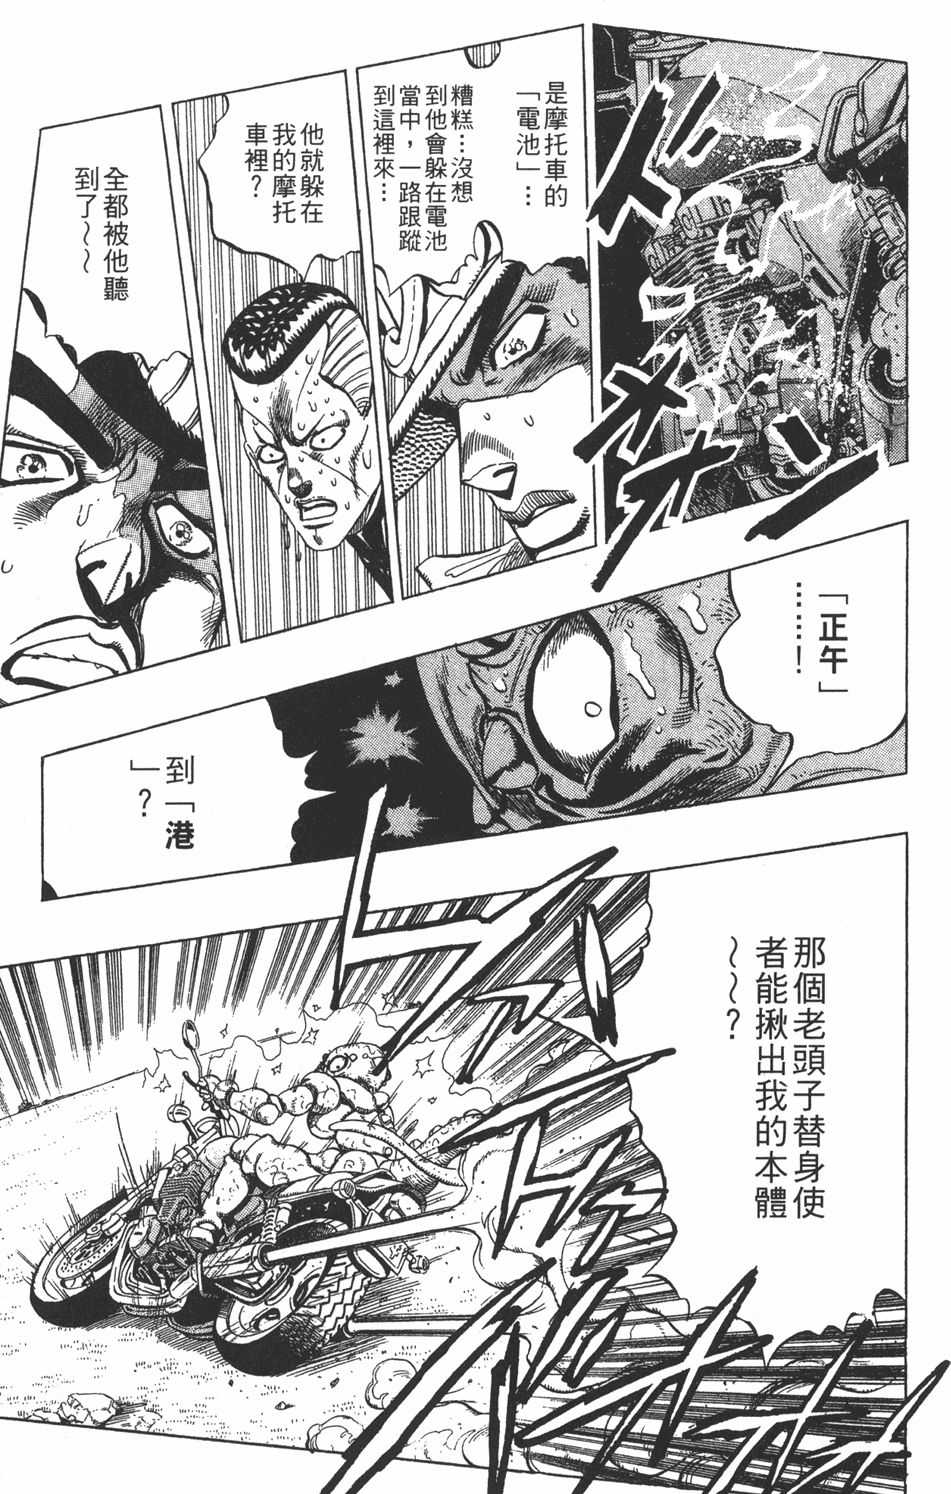 是摩托車的
「電池」…
糟糕…沒想
到他會躲在電池
當中，一路跟蹤
到這裡來…
他就躲在
我的摩托
車裡？
全都被他聽
到了～～
「正午」
……！
到「港
」？
那個老頭子替身使
者能揪出我的本體
～～？